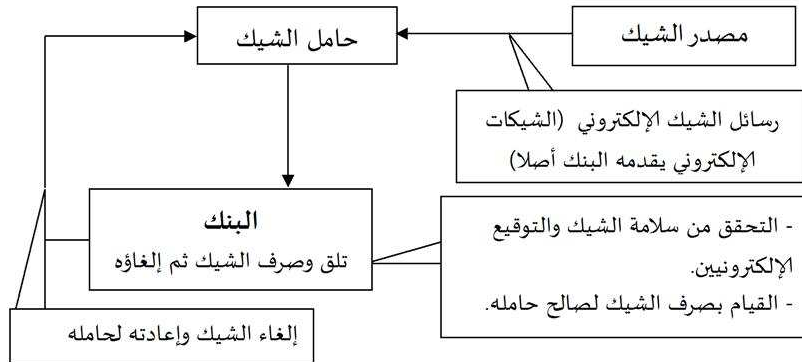 مصدر الشيك
حامل الشيك
رسائل الشيك الإلكتروني (الشيكات
الإلكتروني يقدمه البنك أصلا)
البنك
تلق وصرف الشيك ثم إلغاؤه
- التحقق من سلامة الشيك والتوقيع
الإلكترونيين.
- القيام بصرف الشيك لصالح حامله.
إلغاء الشيك وإعادته لحامله